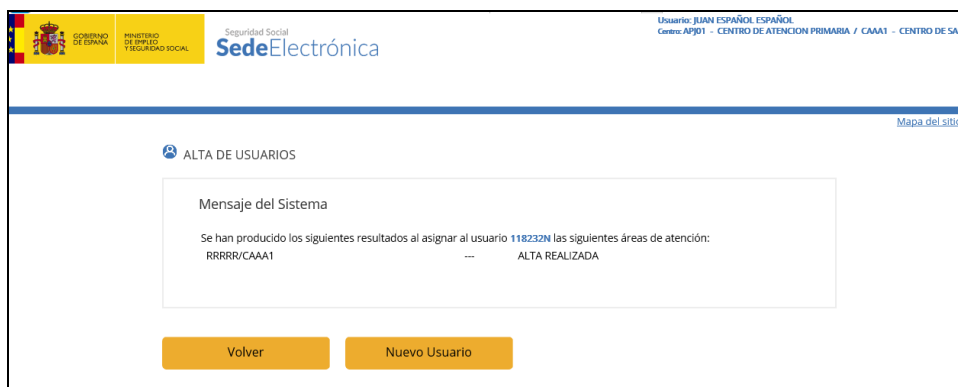 GOBIERNO
DE ESPAÑA
MINISTERIO
DE EMPLEO
Y SEGURIDAD SOCIAL
Seguridad Social
SedeElectrónica
Usuario: JUAN ESPAÑOL ESPAÑOL
Centro: APJ01 - CENTRO DE ATENCION PRIMARIA / CAAA1 - CENTRO DE SA
Mapa del sitio
ALTA DE USUARIOS
Mensaje del Sistema
Se han producido los siguientes resultados al asignar al usuario 118232N las siguientes áreas de atención:
RRRRR/CAAA1 --- ALTA REALIZADA
Volver Nuevo Usuario